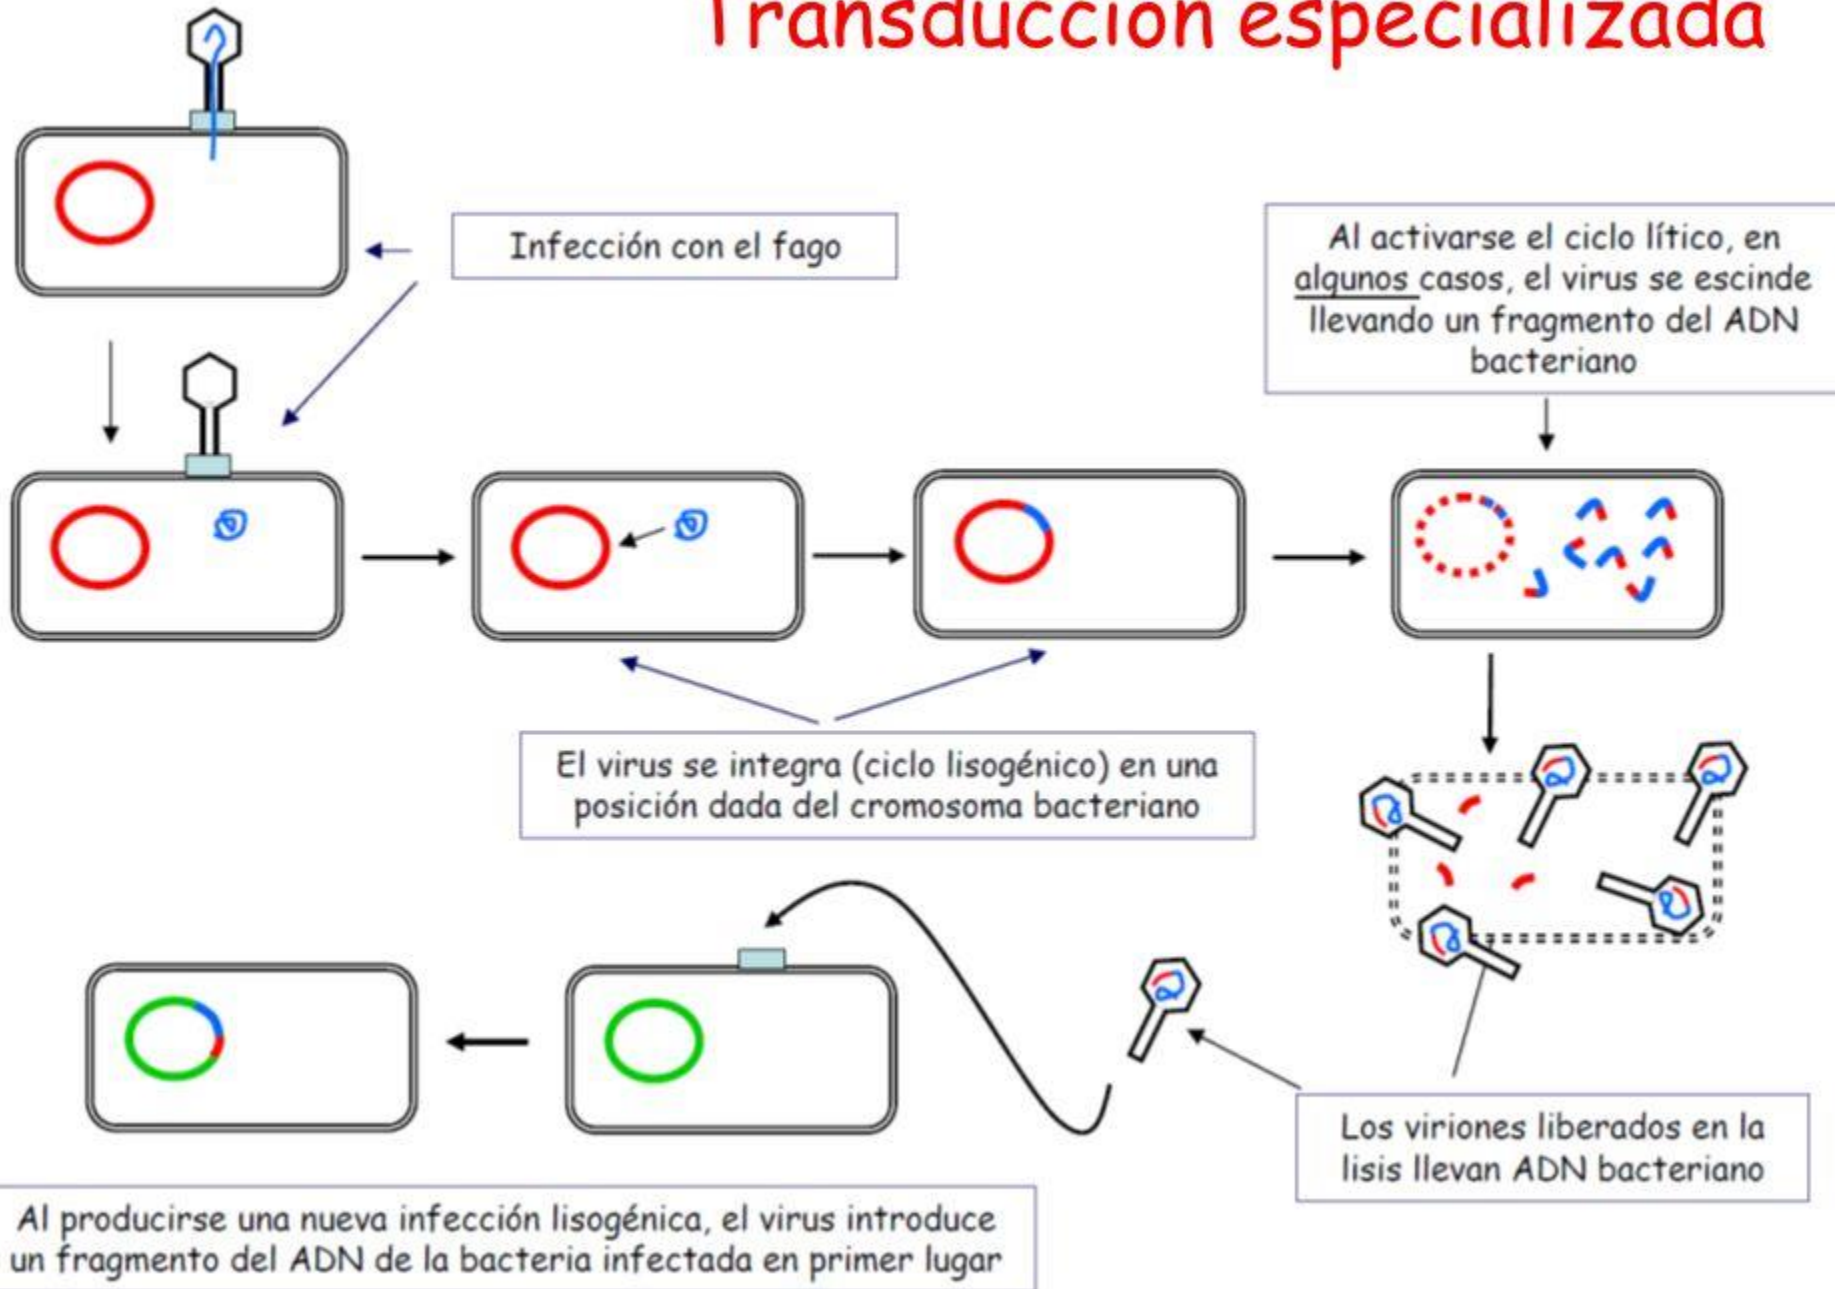 Transducción especializada
Infección con el fago
Al activarse el ciclo lítico, en
algunos casos, el virus se escinde
llevando un fragmento del ADN
bacteriano
El virus se integra (ciclo lisogénico) en una
posición dada del cromosoma bacteriano
Los viriones liberados en la
lisis llevan ADN bacteriano
Al producirse una nueva infección lisogénica, el virus introduce
un fragmento del ADN de la bacteria infectada en primer lugar